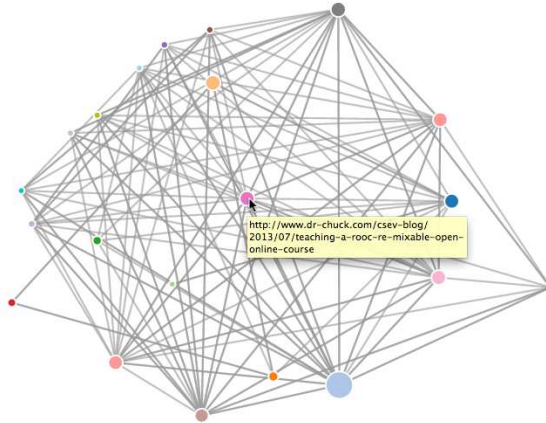 http://www.dr-chuck.com/csev-blog/
2013/07/teaching-a-rooc-re-mixable-open-
online-course